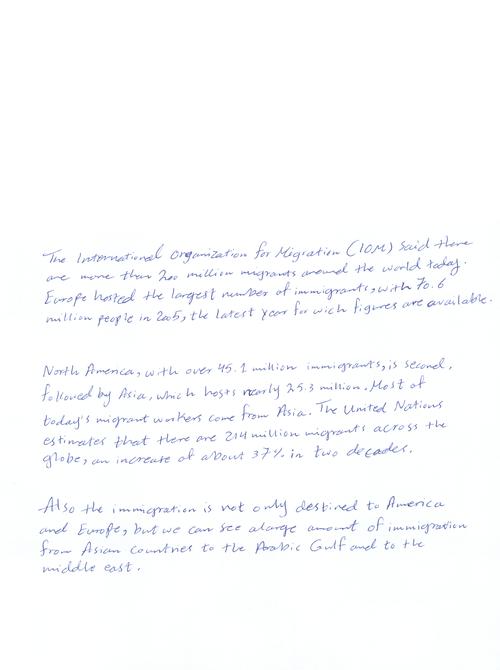 The International Organization for Migration (IOM) Said there
are more than 200 million migrants around the world today.
Europe hosted the largest number of immigrants, with 70.6
million people in 2005, the latest year for wich figures are available.
North America, with over 45.1 million immigrants, is second,
followed by Asia, which hosts nearly 25.3 million. Most of
today's migrant workers come from Asia. The United Nations
estimates that there are 214 million migrants across the
globe, an increase of about 37% in two decades.
Also the immigration is not only destined to America
and Europe, but we can see a large amount of immigration
from Asian countries to the Arabic Gulf and to the
middle east.